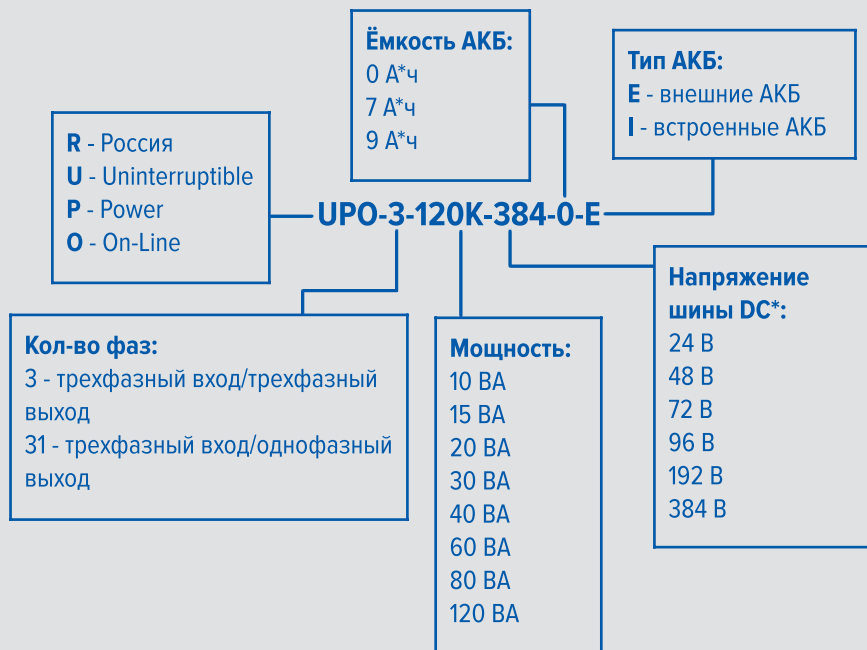 Ёмкость АКБ:
0 А*ч
7 А*ч
9 А*ч
Тип АКБ:
E - внешние АКБ
I - встроенные АКБ
R - Россия
U - Uninterruptible
P - Power
O - On-Line
UPO-3-120K-384-0-E
Кол-во фаз:
3 - трехфазный вход/трехфазный
выход
31 - трехфазный вход/однофазный
выход
Мощность:
10 ВА
15 ВА
20 ВА
30 ВА
40 ВА
60 ВА
80 ВА
120 ВА
Напряжение
шины DC*:
24 В
48 В
72 В
96 В
192 В
384 В